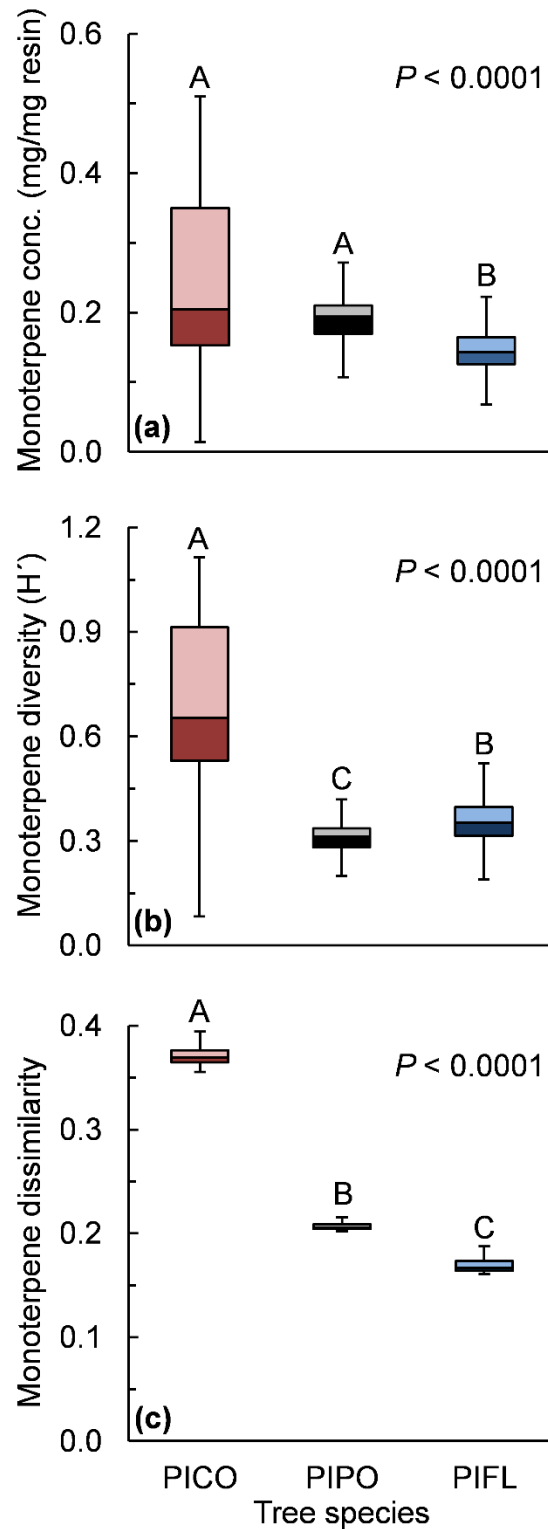 Monoterpene conc. (mg/mg resin)
0.6
0.4
0.2
0.0
A
A
B
P < 0.0001
(a)
Monoterpene diversity (H´)
1.2
0.9
0.6
0.3
0.0
A
C
B
P < 0.0001
(b)
Monoterpene dissimilarity
0.4
0.3
0.2
0.1
0.0
A
B
C
P < 0.0001
(c)
PICO PIPO PIFL
Tree species